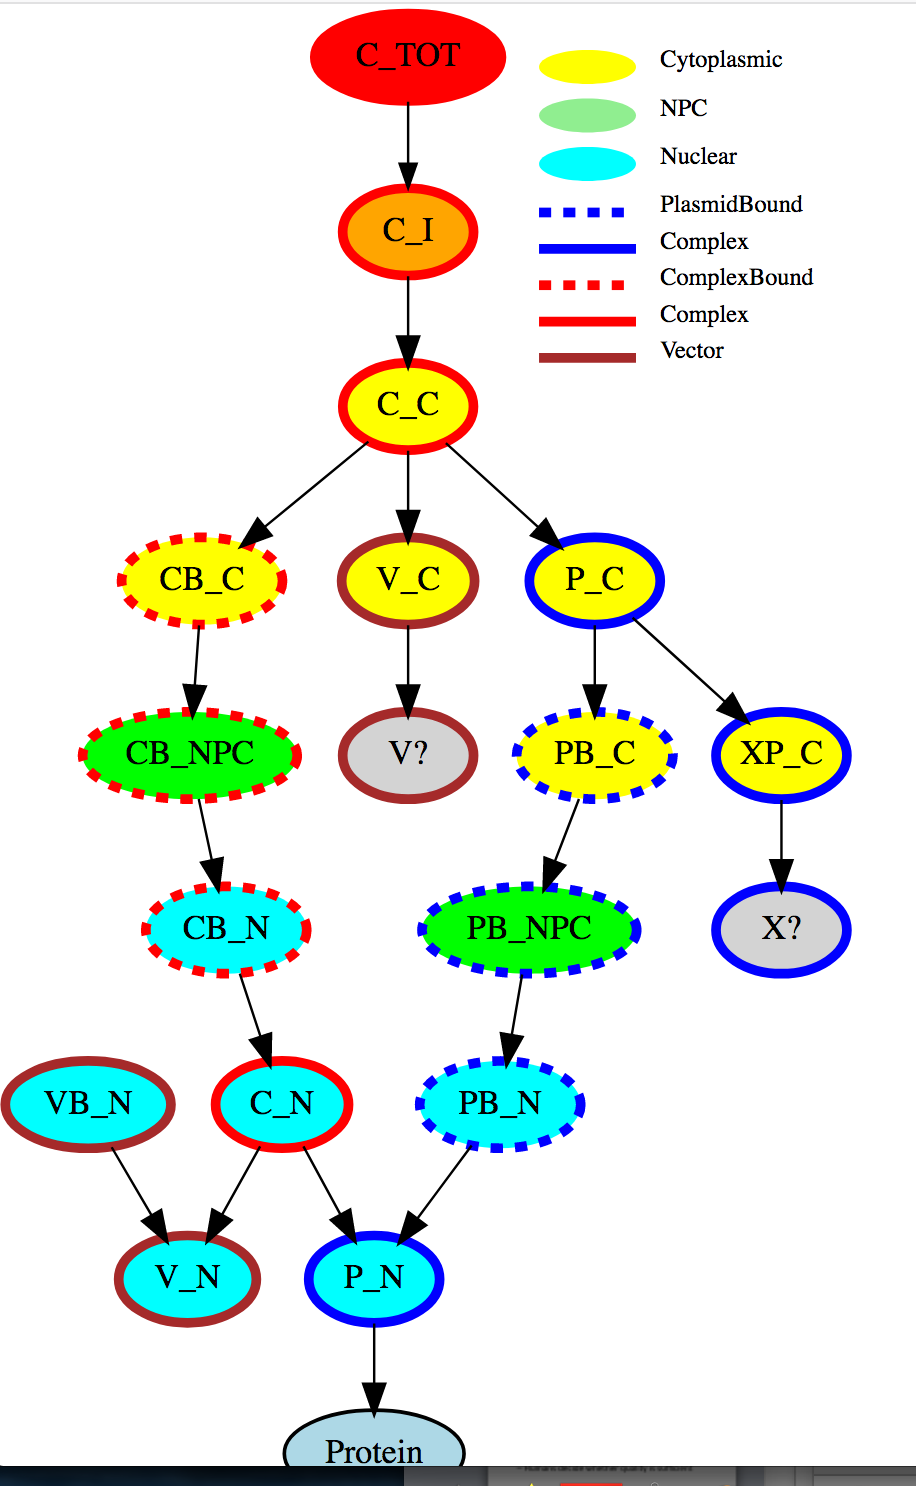 C_TOT
Cytoplasmic
NPC
Nuclear
PlasmidBound
Complex
ComplexBound
Complex
Vector
C_I
C_C
CB_C
V_C
P_C
CB_NPC
V?
PB_C
XP_C
CB_N
PB_NPC
X?
VB_N
C_N
PB_N
V_N
P_N
Protein